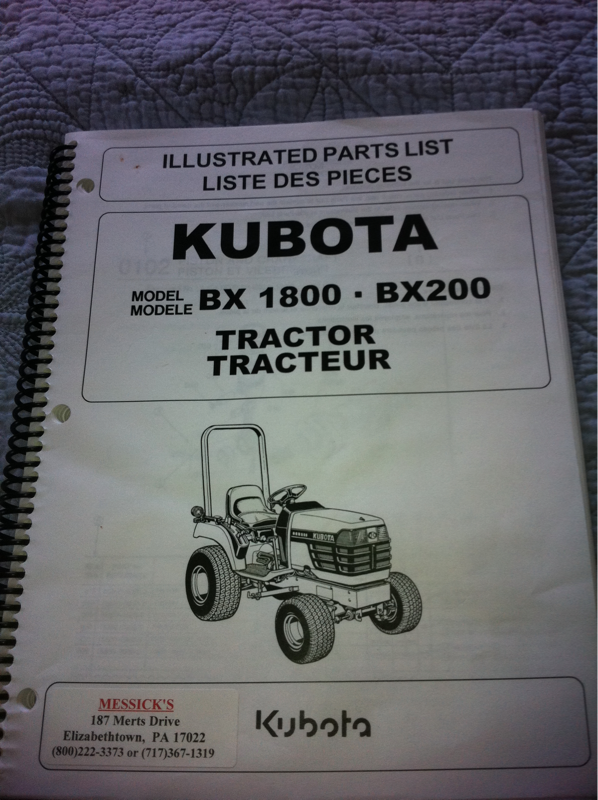 ILLUSTRATED PARTS LIST
LISTE DES PIECES
KUBOTA
MODEL
MODELE
BX 1800 · BX200
TRACTOR
TRACTEUR
KUBOTA
MESSICK'S
187 Merts Drive
Elizabethtown, PA 17022
(800)222-3373 or (717)367-1319
Kubota